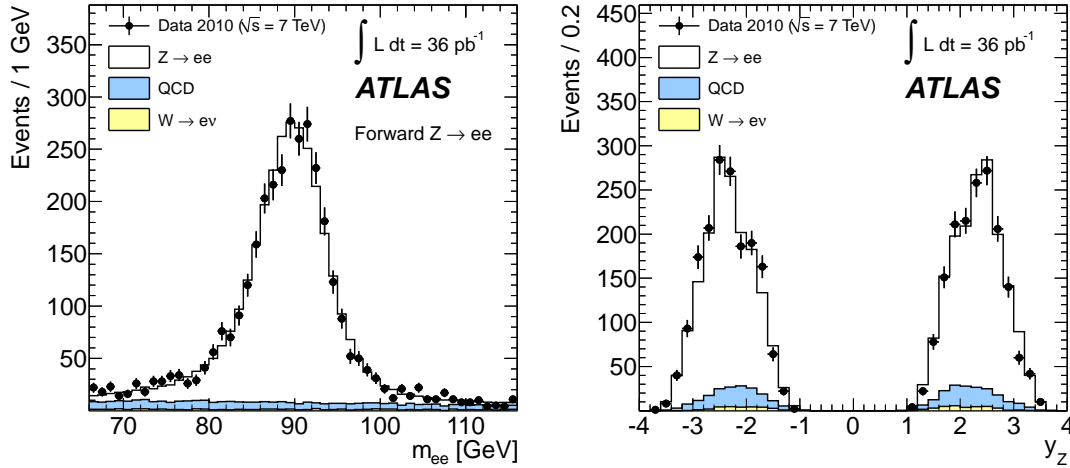 Events / 1 GeV
350
300
250
200
150
100
50
Data 2010 (√s = 7 TeV)
Z → ee
QCD
W → eν
∫ L dt = 36 pb⁻¹
ATLAS
Forward Z → ee
70 80 90 100 110
m_ee [GeV]
Events / 0.2
450
400
350
300
250
200
150
100
50
0
Data 2010 (√s = 7 TeV)
Z → ee
QCD
W → eν
∫ L dt = 36 pb⁻¹
ATLAS
-4 -3 -2 -1 0 1 2 3 4
y_Z